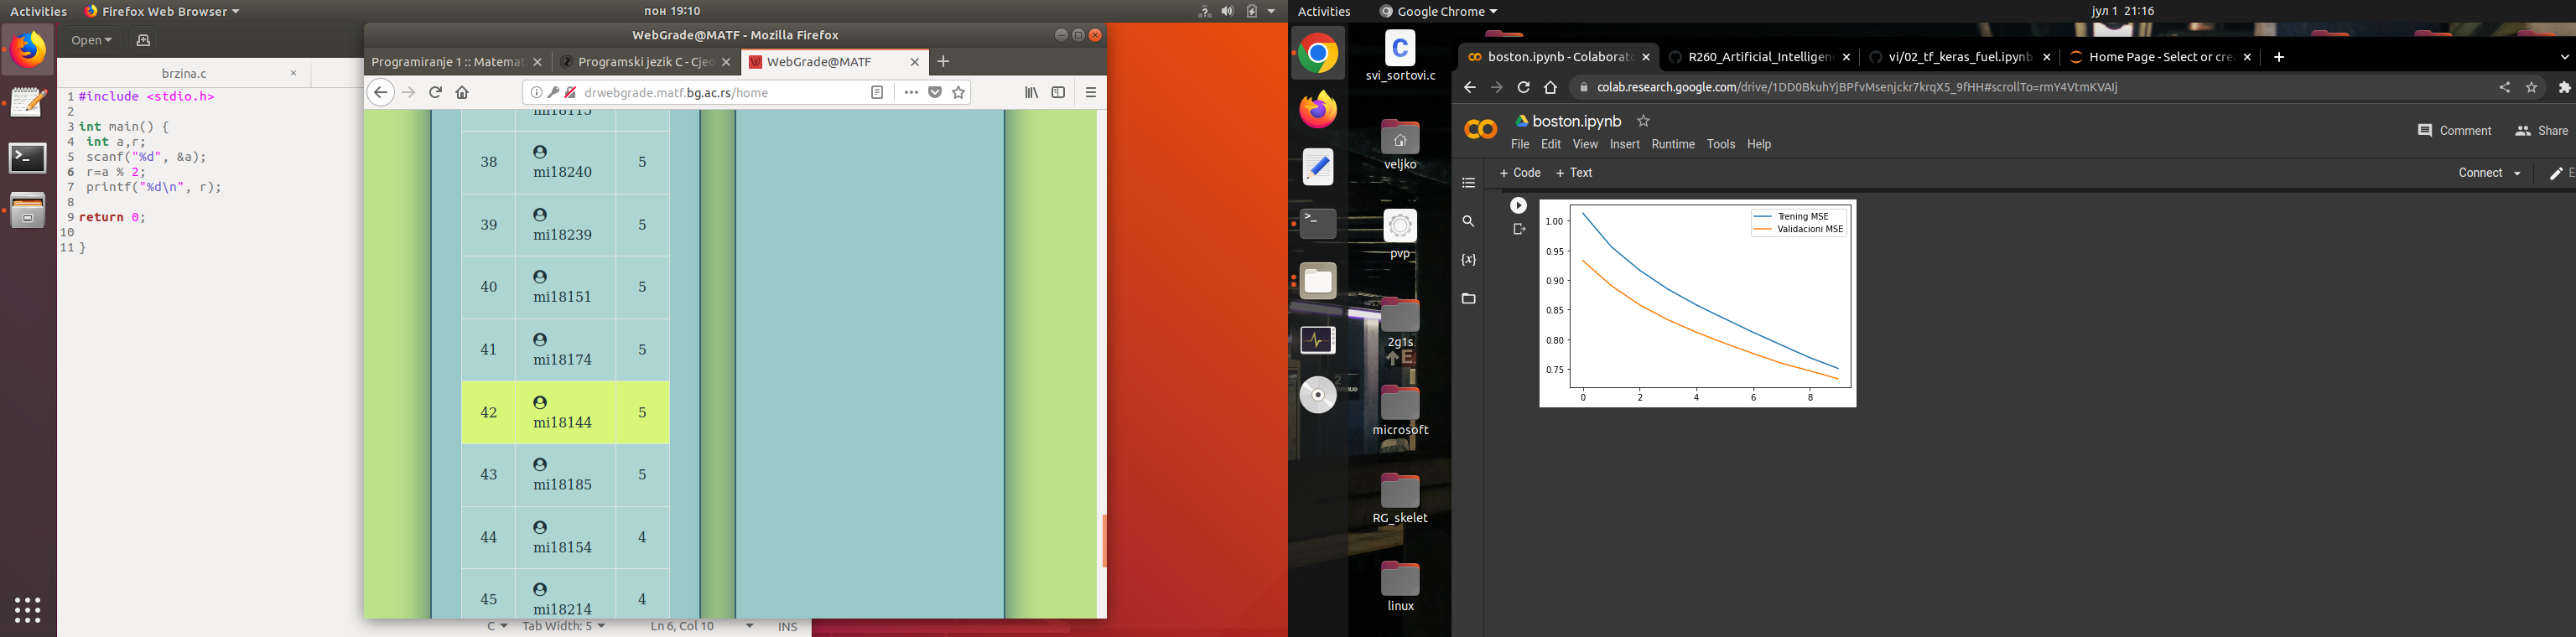 Activities
Firefox Web Browser
пон 19:10
Open
brzina.c
×
1 #include <stdio.h>
2
3 int main() {
4 int a,r;
5 scanf("%d", &a);
6 r=a % 2;
7 printf("%d\n", r);
8
9 return 0;
10
11 }
C
Tab Width: 5
Ln 6, Col 10
INS
WebGrade@MATF - Mozilla Firefox
Programiring 1 :: Matemat
Programski jezik C - Cjeo
WebGrade@MATF
drwebgrade.matf.bg.ac.rs/home
mi18115
38 mi18240 5
39 mi18239 5
40 mi18151 5
41 mi18174 5
42 mi18144 5
43 mi18185 5
44 mi18154 4
45 mi18214 4
Activities
Google Chrome
јул 1 21:16
svi_sortovi.c
veljko
pvp
2g1s
microsoft
RG_skelet
linux
boston.ipynb - Colaborato
R260_Artificial_Intelligen
vi/02_tf_keras_fuel.ipynb
Home Page - Select or cre
colab.research.google.com/drive/1DD0BkuhYjBPfvMsenjckr7krqX5_9fHH#scrollTo=rmY4VtmKVAIj
boston.ipynb
File Edit View Insert Runtime Tools Help
Comment
Share
+ Code + Text
Connect
E
{x}
1.00
0.95
0.90
0.85
0.80
0.75
0 2 4 6 8
Trening MSE
Validacioni MSE